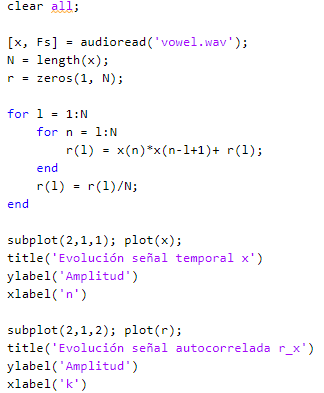 clear all;

[x, Fs] = audioread('vowel.wav');
N = length(x);
r = zeros(1, N);

for l = 1:N
    for n = l:N
        r(l) = x(n)*x(n-l+1)+ r(l);
    end
    r(l) = r(l)/N;
end

subplot(2,1,1); plot(x);
title('Evolución señal temporal x')
ylabel('Amplitud')
xlabel('n')

subplot(2,1,2); plot(r);
title('Evolución señal autocorrelada r_x')
ylabel('Amplitud')
xlabel('k')